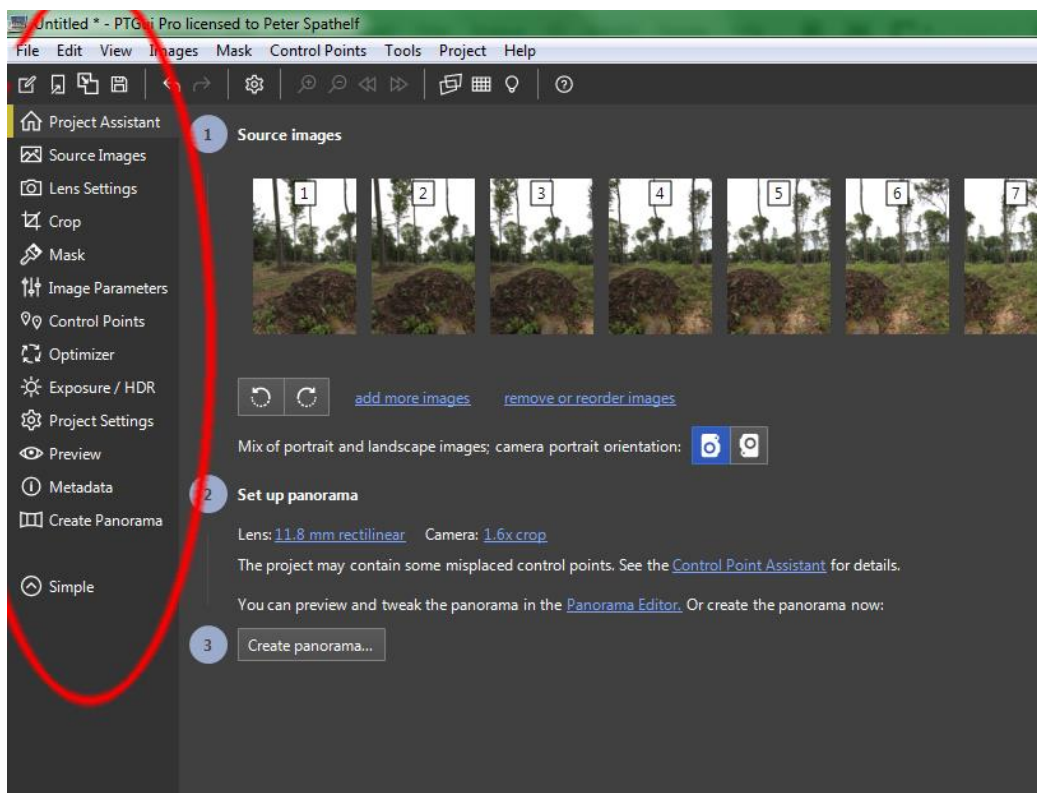 Untitled * - PTGui Pro licensed to Peter Spathelf
File Edit View Images Mask Control Points Tools Project Help
Project Assistant
Source Images
Lens Settings
Crop
Mask
Image Parameters
Control Points
Optimizer
Exposure / HDR
Project Settings
Preview
Metadata
Create Panorama
Simple
1 Source images
1 2 3 4 5 6 7
add more images remove or reorder images
Mix of portrait and landscape images; camera portrait orientation:
2 Set up panorama
Lens: 11.8 mm rectilinear Camera: 1.6x crop
The project may contain some misplaced control points. See the Control Point Assistant for details.
You can preview and tweak the panorama in the Panorama Editor. Or create the panorama now:
3 Create panorama...